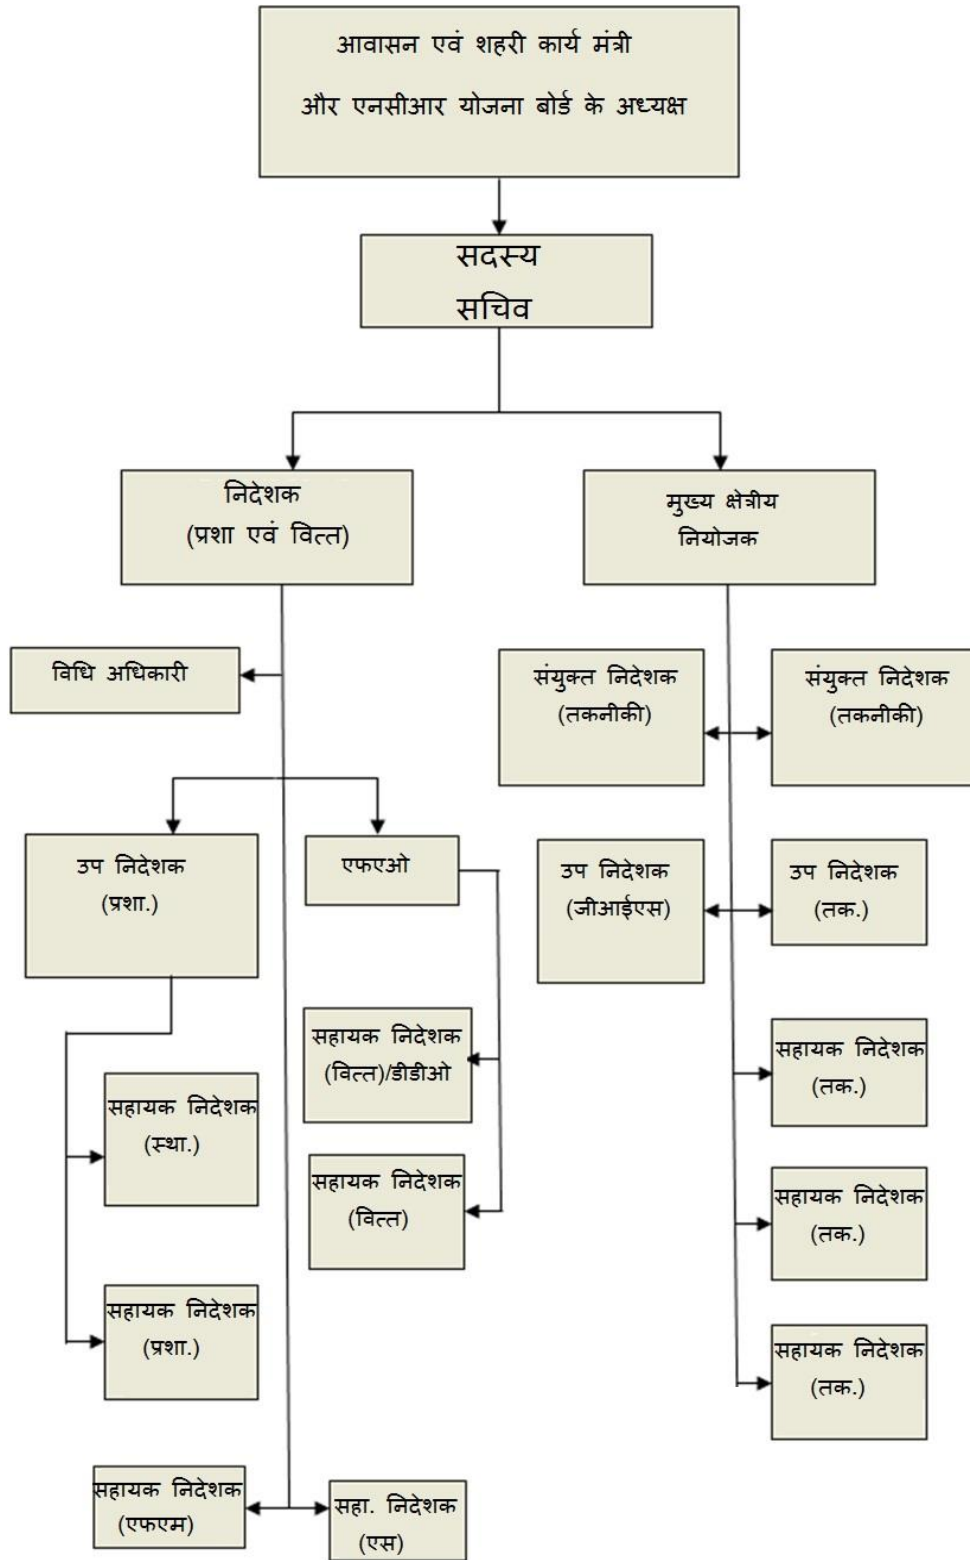 आवासन एवं शहरी कार्य मंत्री
और एनसीआर योजना बोर्ड के अध्यक्ष
सदस्य
सचिव
निदेशक
(प्रशा एवं वित्त)
मुख्य क्षेत्रीय
नियोजक
विधि अधिकारी
संयुक्त निदेशक
(तकनीकी)
संयुक्त निदेशक
(तकनीकी)
उप निदेशक
(प्रशा.)
एफएओ
उप निदेशक
(जीआईएस)
उप निदेशक
(तक.)
सहायक निदेशक
(वित्त)/डीडीओ
सहायक निदेशक
(तक.)
सहायक निदेशक
(स्था.)
सहायक निदेशक
(वित्त)
सहायक निदेशक
(तक.)
सहायक निदेशक
(प्रशा.)
सहायक निदेशक
(तक.)
सहायक निदेशक
(एफएम)
सहा. निदेशक
(एस)